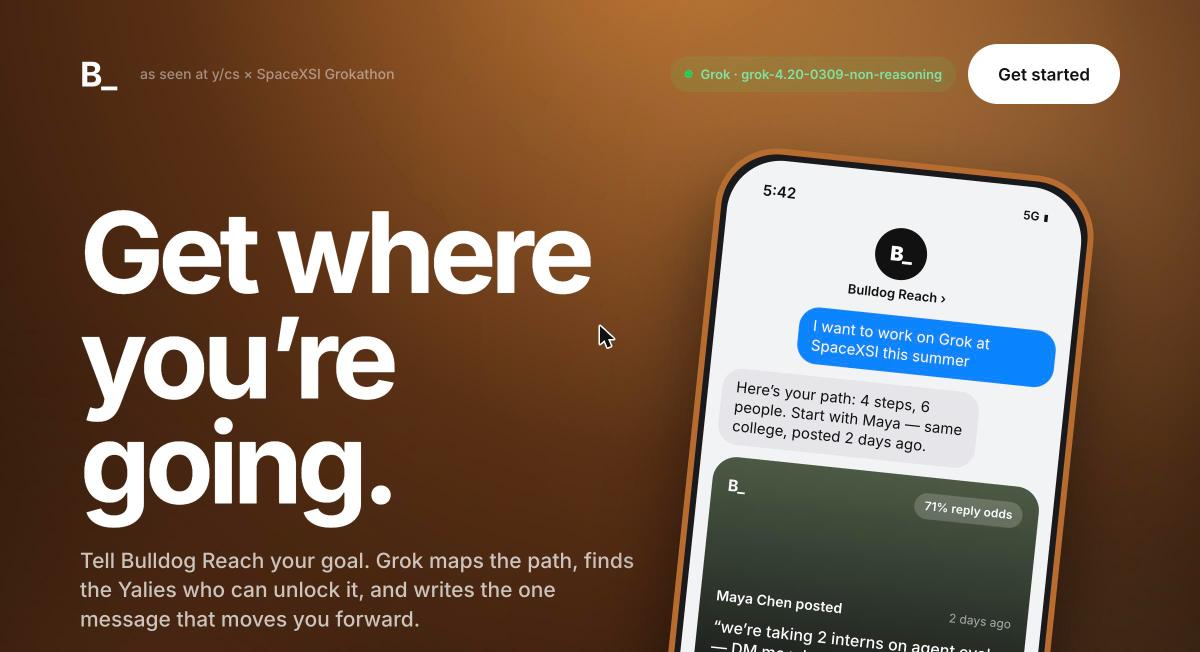 B_
as seen at y/cs × SpaceXSI Grokathon
Grok · grok-4.20-0309-non-reasoning
Get started
Get where
you’re
going.
Tell Bulldog Reach your goal. Grok maps the path, finds
the Yalies who can unlock it, and writes the one
message that moves you forward.
5:42
5G
B_
Bulldog Reach ›
I want to work on Grok at
SpaceXSI this summer
Here’s your path: 4 steps, 6
people. Start with Maya — same
college, posted 2 days ago.
B_
71% reply odds
Maya Chen posted
2 days ago
“we’re taking 2 interns on agent
— DM